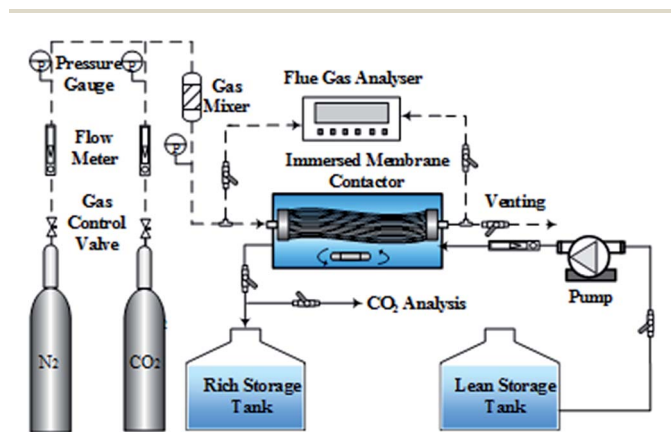 P
Pressure
Gauge
P
Gas
Mixer
Flue Gas Analyser
P
Flow
Meter
Immersed Membrane
Contactor
Venting
Gas
Control
Valve
Pump
CO₂ Analysis
N2
CO2
Rich Storage
Tank
Lean Storage
Tank